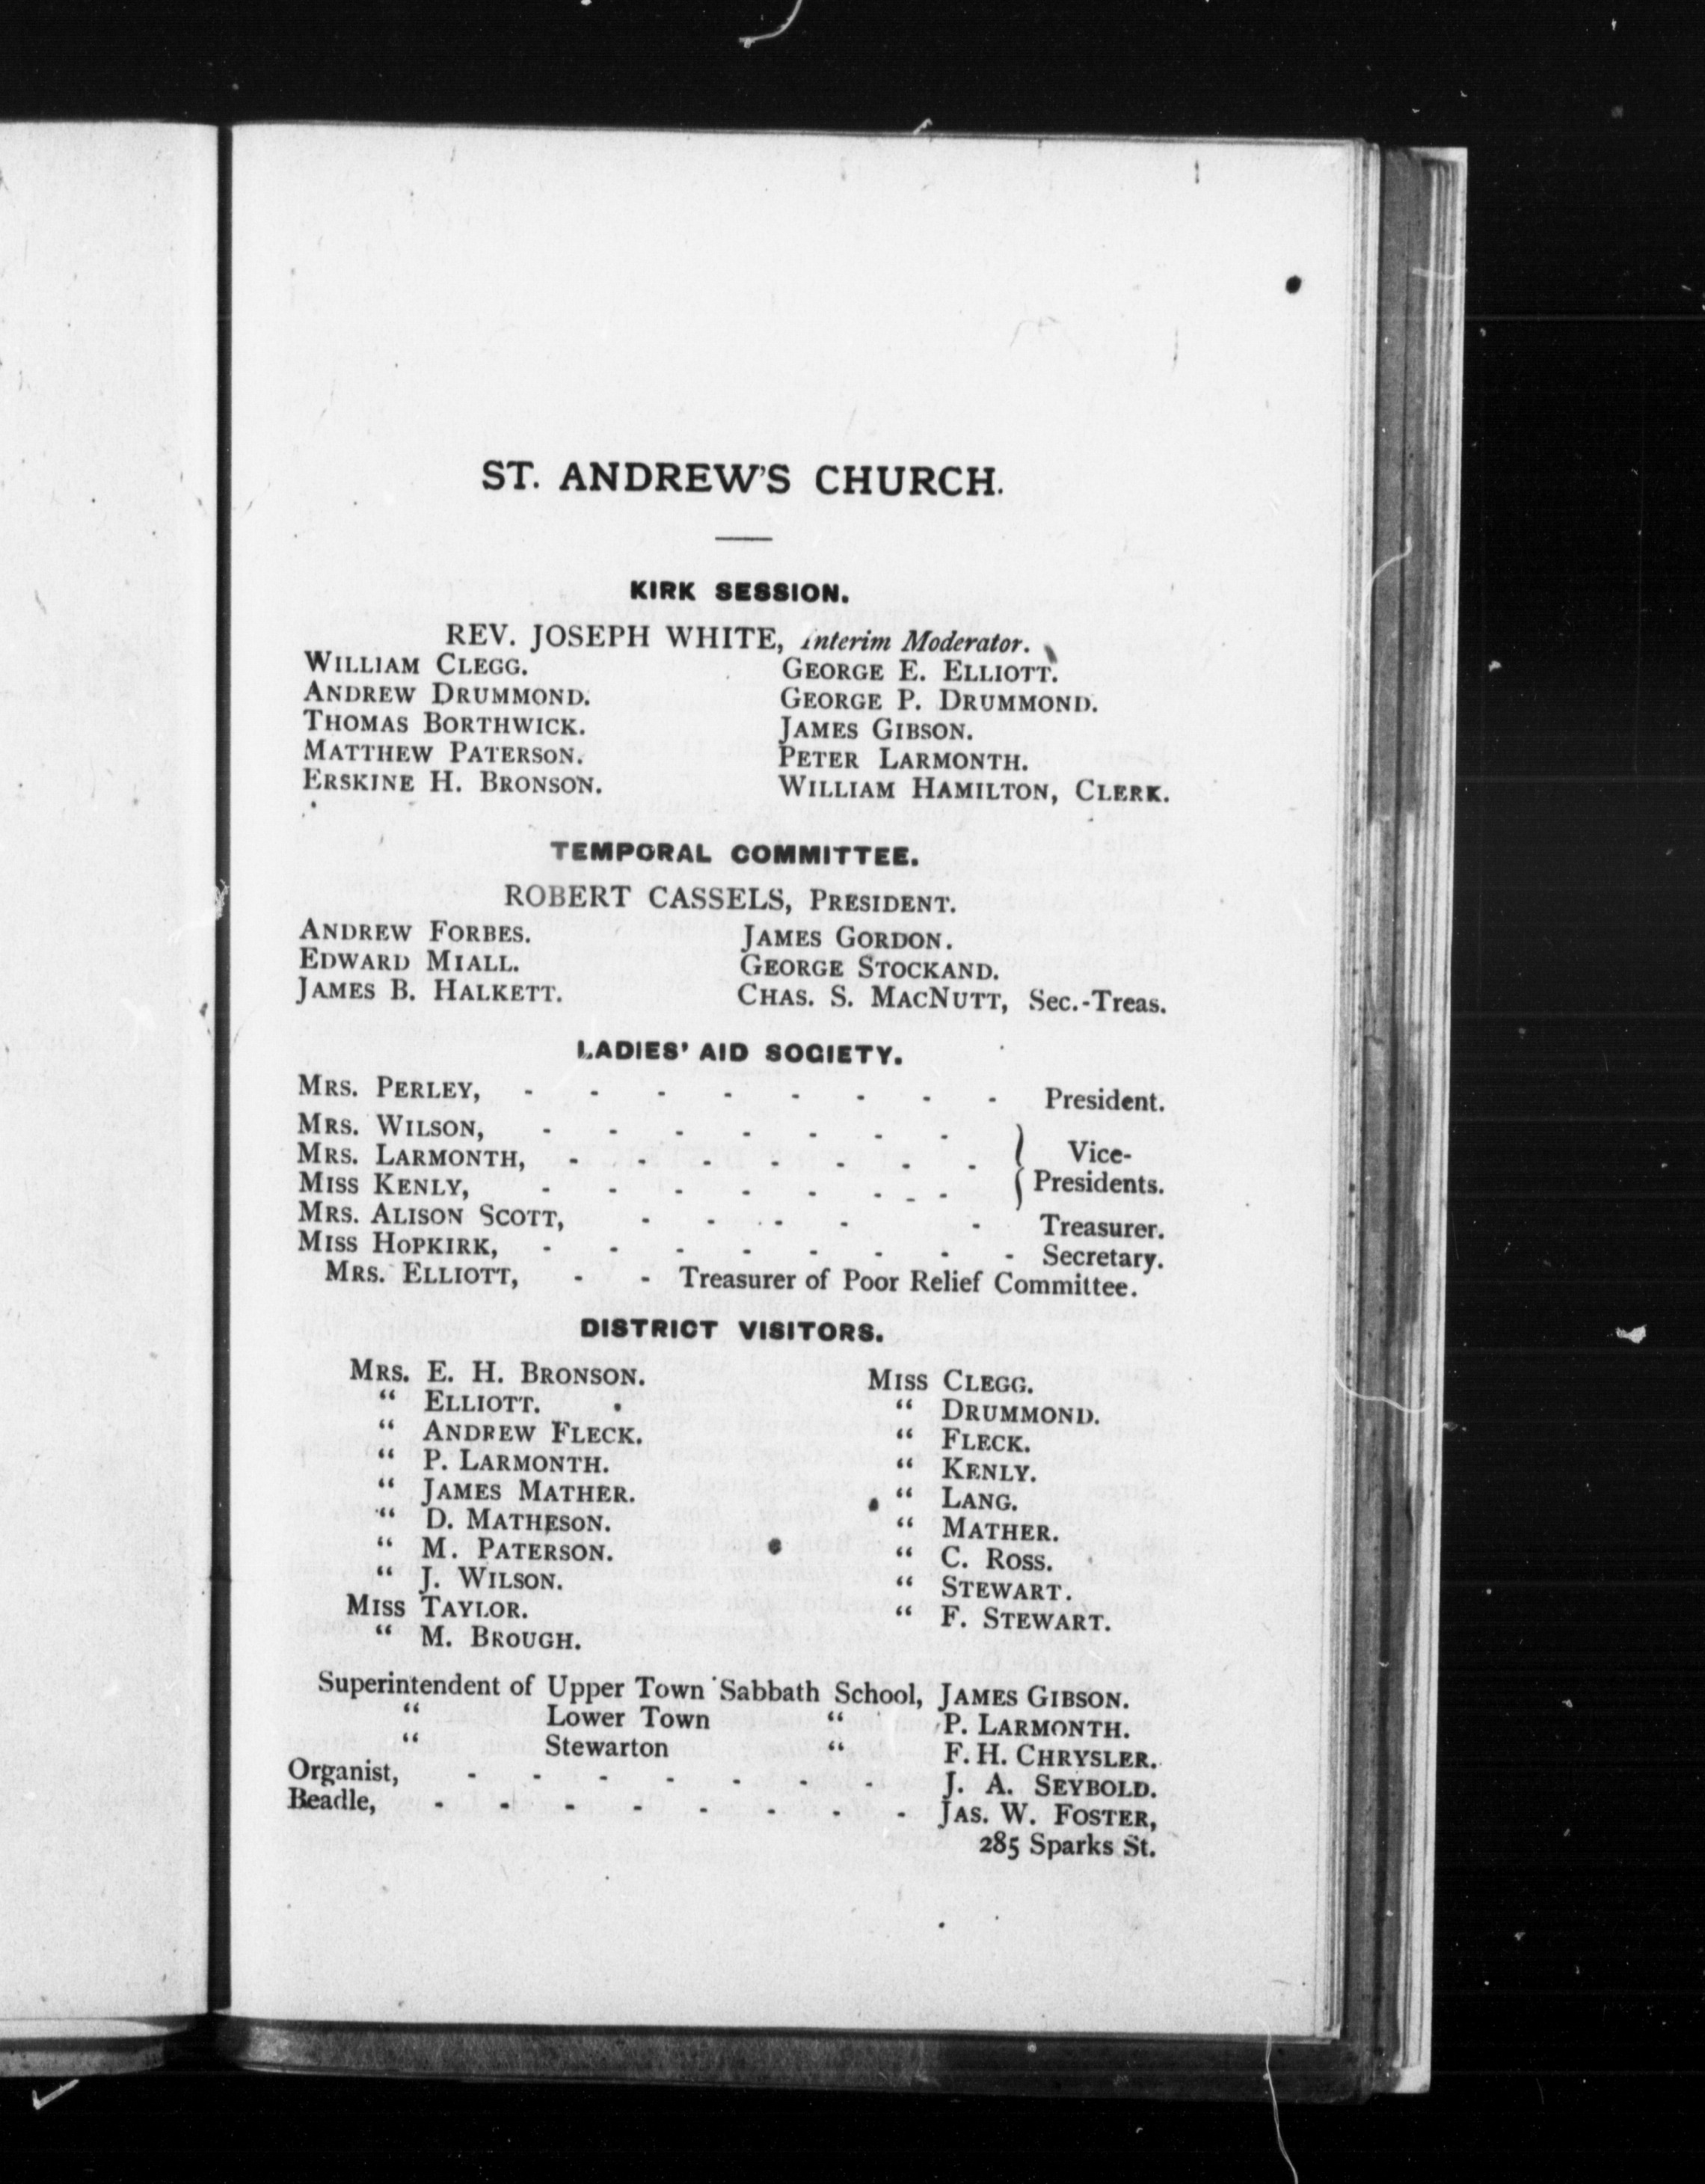 ST. ANDREW'S CHURCH.
KIRK SESSION.
REV. JOSEPH WHITE, Interim Moderator.
WILLIAM CLEGG. GEORGE E. ELLIOTT.
ANDREW DRUMMOND. GEORGE P. DRUMMOND.
THOMAS BORTHWICK. JAMES GIBSON.
MATTHEW PATERSON. PETER LARMONTH.
ERSKINE H. BRONSON. WILLIAM HAMILTON, CLERK.
TEMPORAL COMMITTEE.
ROBERT CASSELS, PRESIDENT.
ANDREW FORBES. JAMES GORDON.
EDWARD MIALL. GEORGE STOCKAND.
JAMES B. HALKETT. CHAS. S. MACNUTT, Sec.-Treas.
LADIES' AID SOCIETY.
MRS. PERLEY, - - - - - - - - President.
MRS. WILSON, - - - - - - -
MRS. LARMONTH, - - - - - - - } Vice-
MISS KENLY, - - - - - - - - Presidents.
MRS. ALISON SCOTT, - - - - - Treasurer.
MISS HOPKIRK, - - - - - - - - Secretary.
MRS. ELLIOTT, - - Treasurer of Poor Relief Committee.
DISTRICT VISITORS.
MRS. E. H. BRONSON. MISS CLEGG.
“ ELLIOTT. “ DRUMMOND.
“ ANDREW FLECK. “ FLECK.
“ P. LARMONTH. “ KENLY.
“ JAMES MATHER. “ LANG.
“ D. MATHESON. “ MATHER.
“ M. PATERSON. “ C. ROSS.
“ J. WILSON. “ STEWART.
MISS TAYLOR. “ F. STEWART.
“ M. BROUGH.
Superintendent of Upper Town Sabbath School, JAMES GIBSON.
“ Lower Town “ P. LARMONTH.
“ Stewarton “ F. H. CHRYSLER.
Organist, - - - - - - - J. A. SEYBOLD.
Beadle, - - - - - - - - JAS. W. FOSTER,
285 Sparks St.